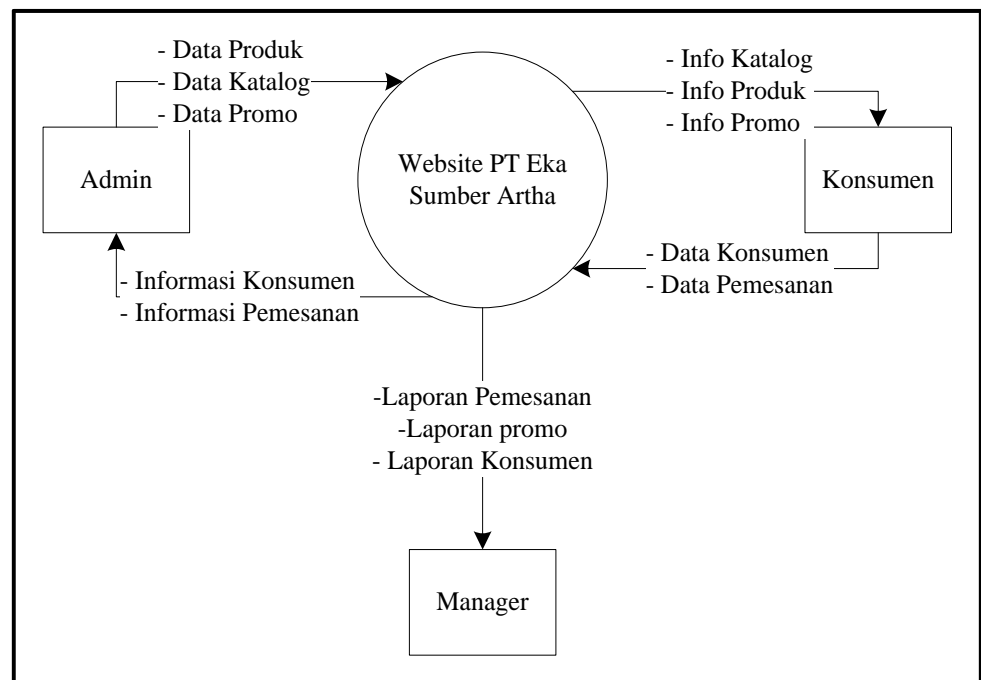 - Data Produk
- Data Katalog
- Data Promo
Admin
Website PT Eka
Sumber Artha
- Info Katalog
- Info Produk
- Info Promo
Konsumen
- Data Konsumen
- Data Pemesanan
- Informasi Konsumen
- Informasi Pemesanan
-Laporan Pemesanan
-Laporan promo
- Laporan Konsumen
Manager